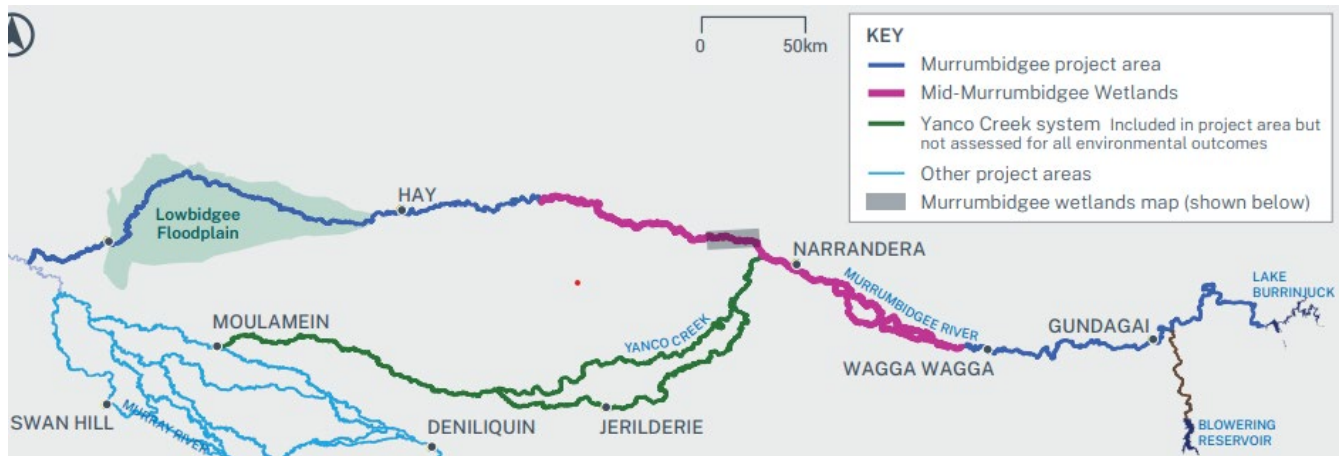 0 50km
KEY
Murrumbidgee project area
Mid-Murrumbidgee Wetlands
Yanco Creek system Included in project area but
not assessed for all environmental outcomes
Other project areas
Murrumbidgee wetlands map (shown below)
HAY
Lowbidgee
Floodplain
NARRANDERA
MURRUMBIDGEE RIVER
LAKE
BURRINJUCK
MOULAMEIN
YANCO CREEK
GUNDAGAI
WAGGA WAGGA
SWAN HILL
MURRAY RIVER
DENILIQUIN
JERILDERIE
BLOWERING
RESERVOIR